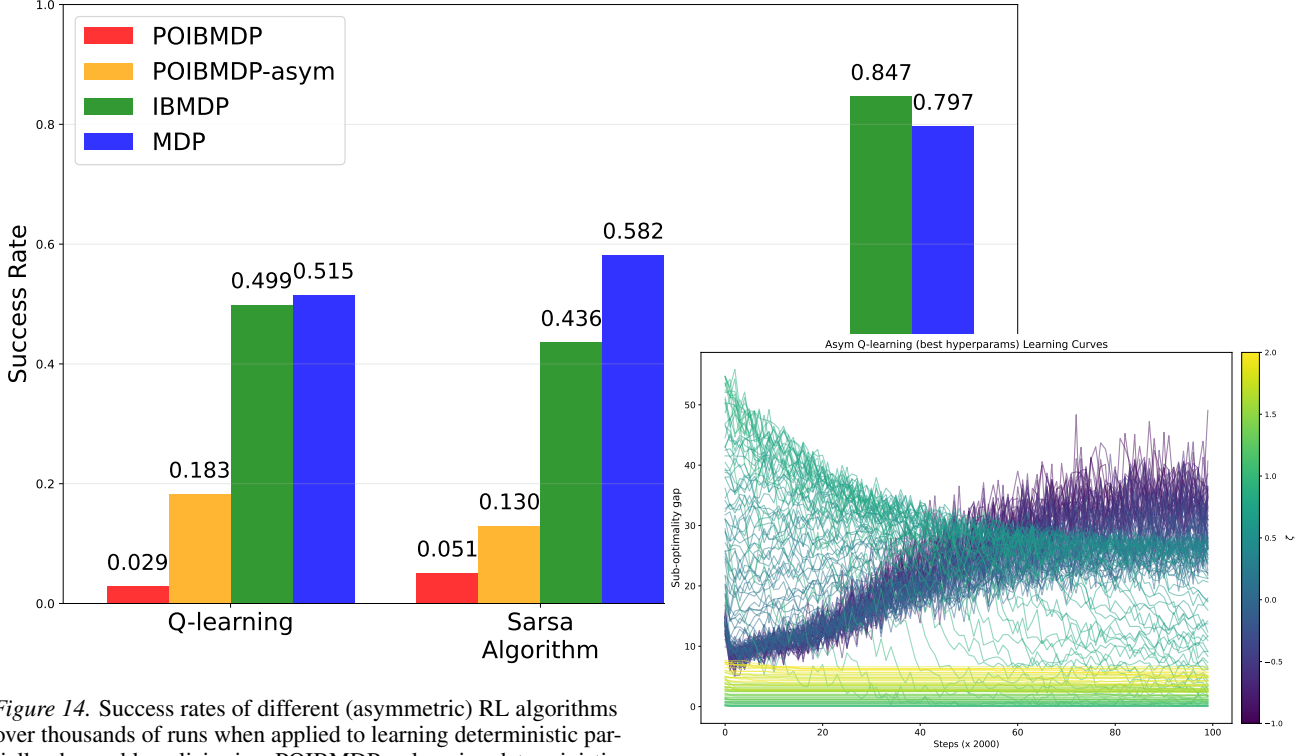 1.0
0.8
0.6
0.4
0.2
0.0
Success Rate
POIBMDP
POIBMDP-asym
IBMDP
MDP
0.029
0.183
0.499
0.515
0.051
0.130
0.436
0.582
0.847
0.797
Q-learning
Sarsa
Algorithm
Asym Q-learning (best hyperparams) Learning Curves
50
40
30
20
10
0
Sub-optimality gap
0
20
40
60
80
100
Steps (x 2000)
2.0
1.5
1.0
0.5
0.0
−0.5
−1.0
ζ
Figure 14. Success rates of different (asymmetric) RL algorithms
over thousands of runs when applied to learning deterministic par-